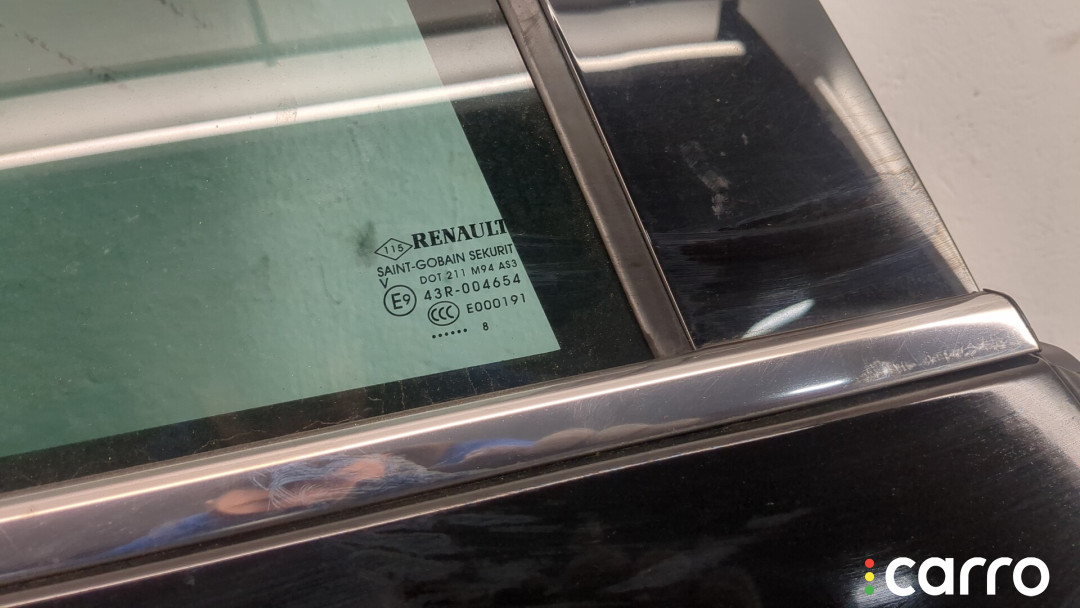 115 RENAULT
SAINT-GOBAIN SEKURIT
V DOT 211 M94 AS3
E9 43R-004654
CCC E000191
...... 8
carro